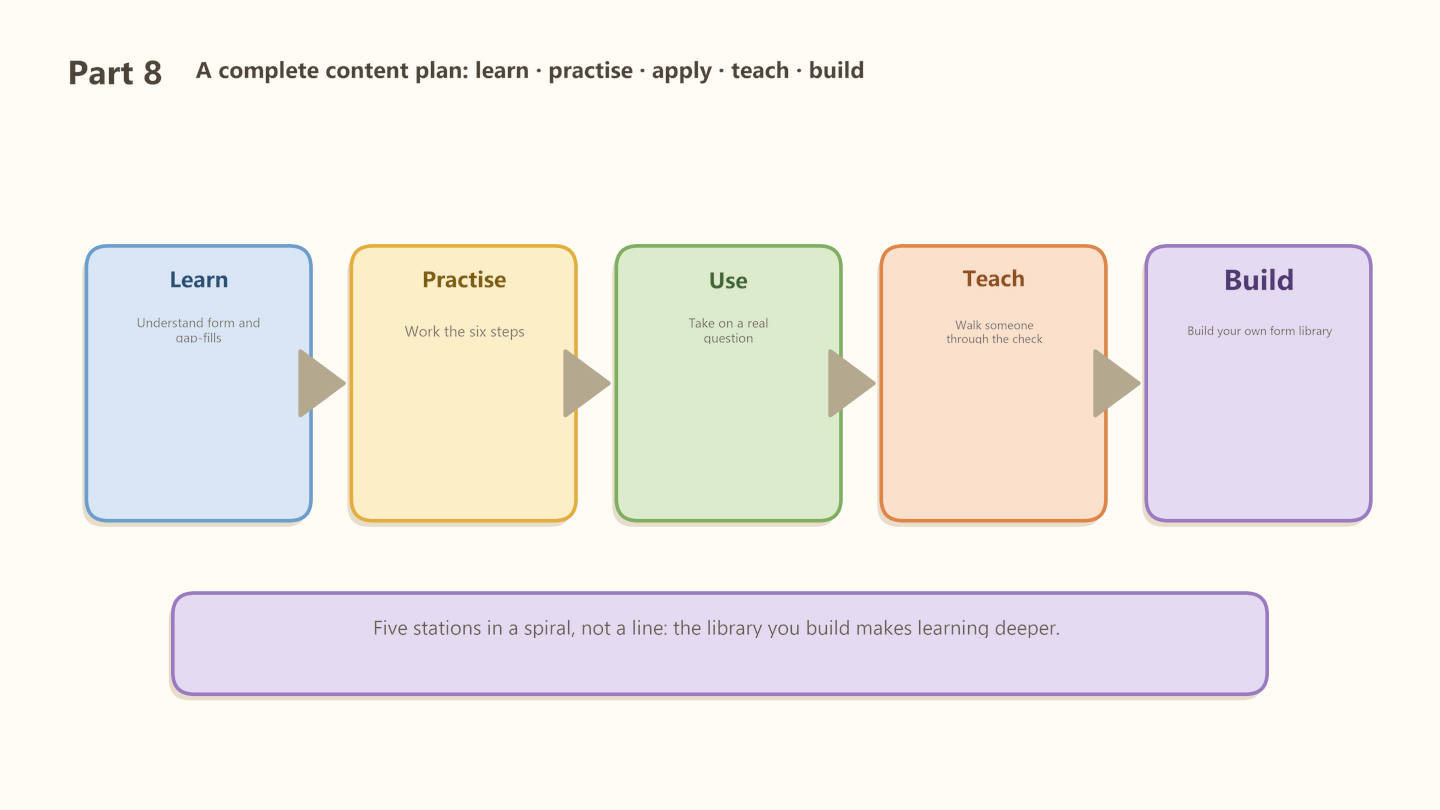 Part 8
A complete content plan: learn · practise · apply · teach · build
Learn
Understand form and
gap-fills
Practise
Work the six steps
Use
Take on a real
question
Teach
Walk someone
through the check
Build
Build your own form library
Five stations in a spiral, not a line: the library you build makes learning deeper.